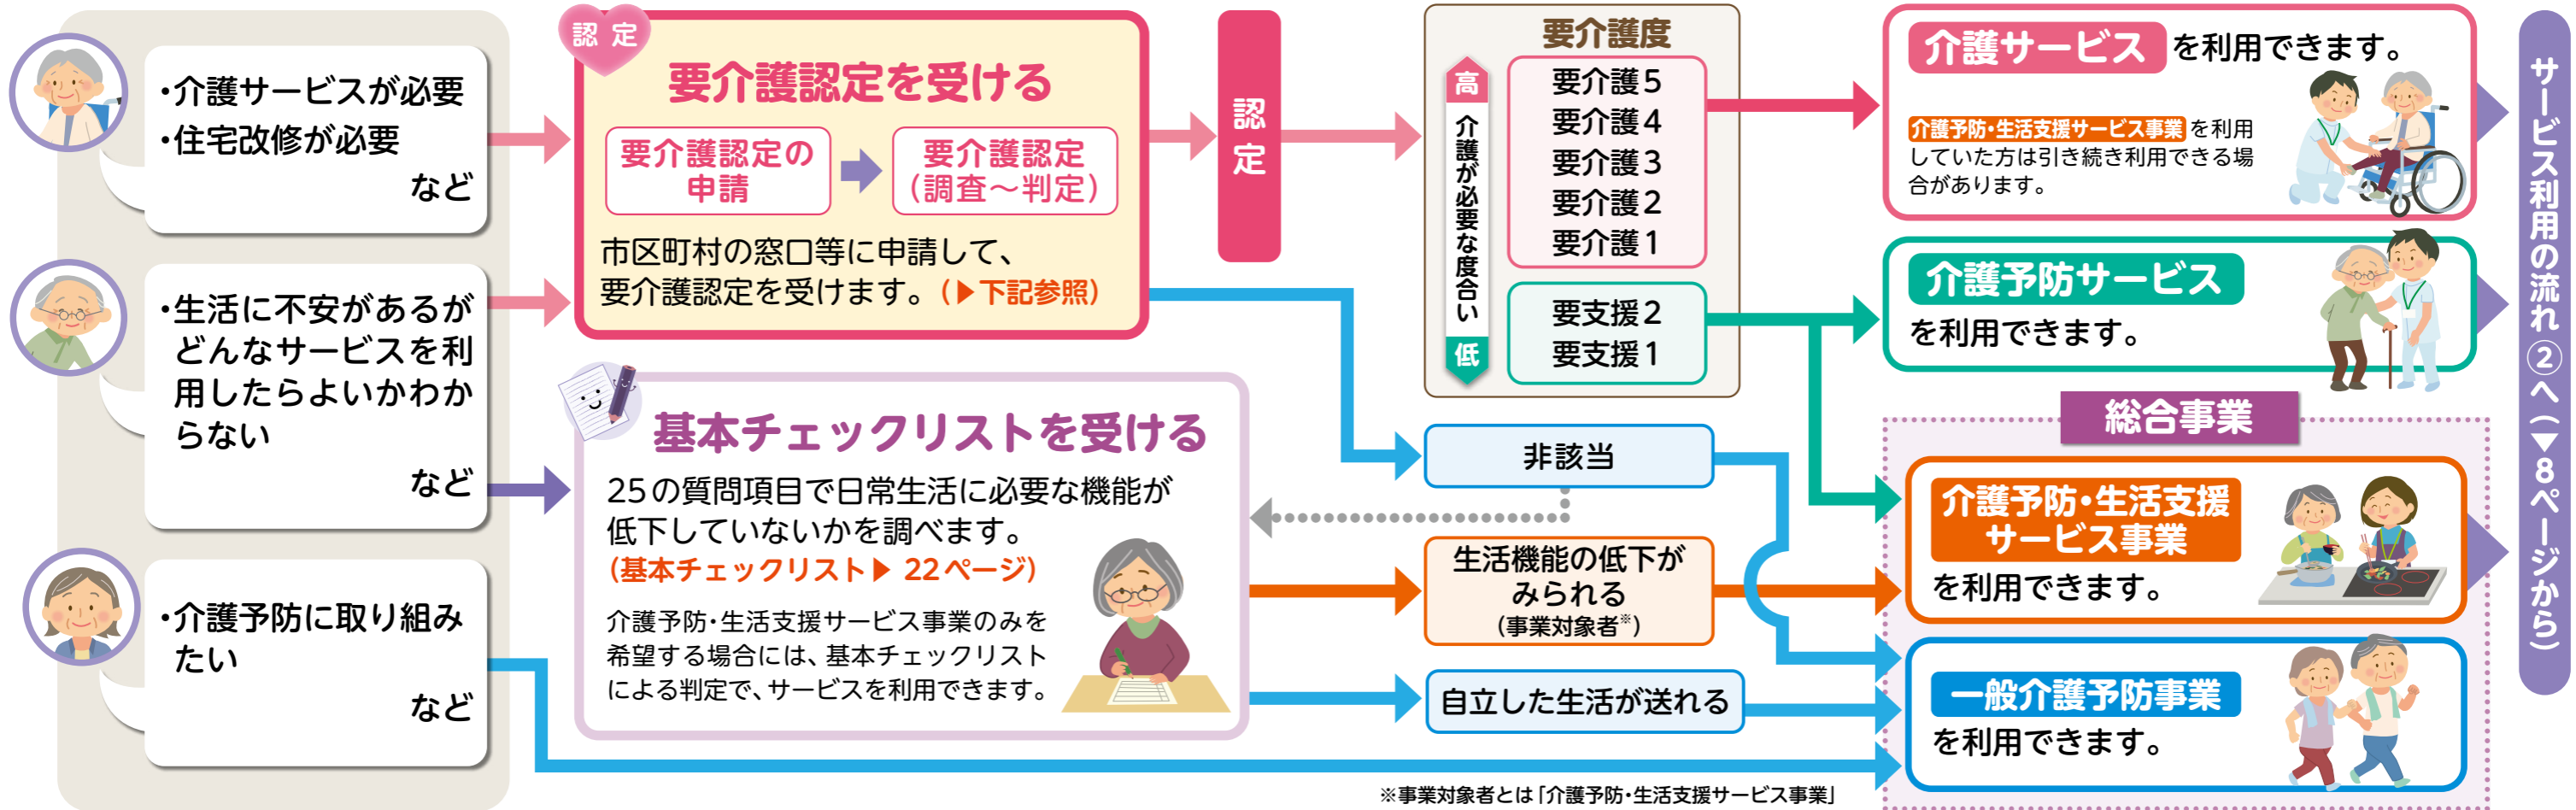 ・介護サービスが必要
・住宅改修が必要
など
・生活に不安があるが
どんなサービスを利
用したらよいかわか
らない
など
・介護予防に取り組み
たい
など
認定
要介護認定を受ける
要介護認定の
申請
要介護認定
(調査~判定)
市区町村の窓口等に申請して、
要介護認定を受けます。(▶下記参照)
基本チェックリストを受ける
25の質問項目で日常生活に必要な機能が
低下していないかを調べます。
(基本チェックリスト▶ 22ページ)
介護予防・生活支援サービス事業のみを
希望する場合には、基本チェックリスト
による判定で、サービスを利用できます。
認定
要介護度
高
介護が必要な度合い
低
要介護5
要介護4
要介護3
要介護2
要介護1
要支援2
要支援1
非該当
生活機能の低下が
みられる
(事業対象者※)
自立した生活が送れる
※事業対象者とは「介護予防・生活支援サービス事業」
介護サービス を利用できます。
介護予防・生活支援サービス事業 を利用
していた方は引き続き利用できる場
合があります。
介護予防サービス
を利用できます。
総合事業
介護予防・生活支援
サービス事業
を利用できます。
一般介護予防事業
を利用できます。
サービス利用の流れ②へ(▼8ページから)